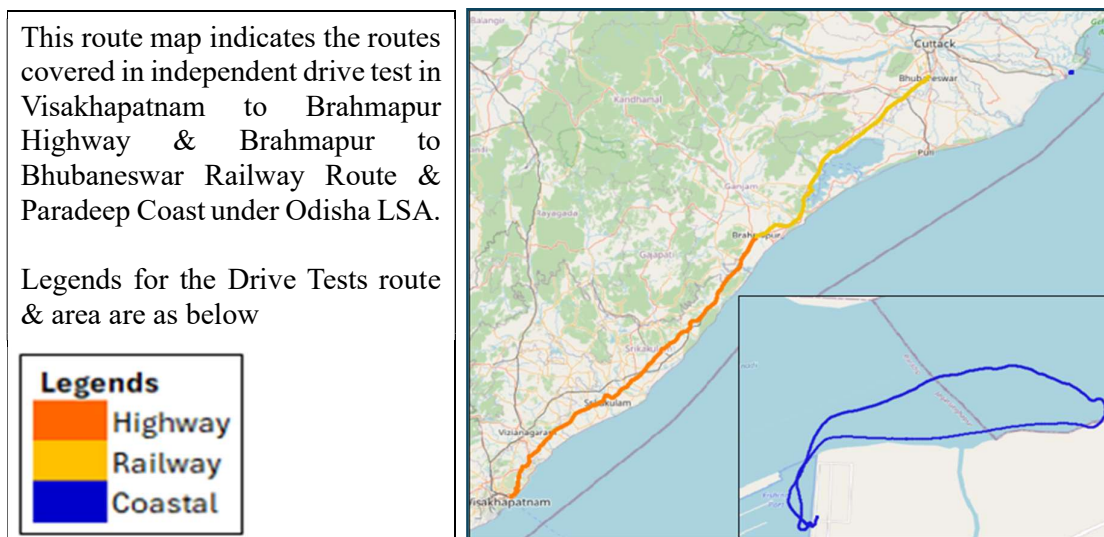 This route map indicates the routes
covered in independent drive test in
Visakhapatnam to Brahmapur
Highway & Brahmapur to
Bhubaneswar Railway Route &
Paradeep Coast under Odisha LSA.
Legends for the Drive Tests route
& area are as below
Legends
Highway
Railway
Coastal
Balangir
Cuttack
Bhubaneswar
Kandhamal
Puri
Ganjam
Rayagada
Brahmapur
Gajapati
Srikakulam
Srikakulam
Vizianagaram
Visakhapatnam